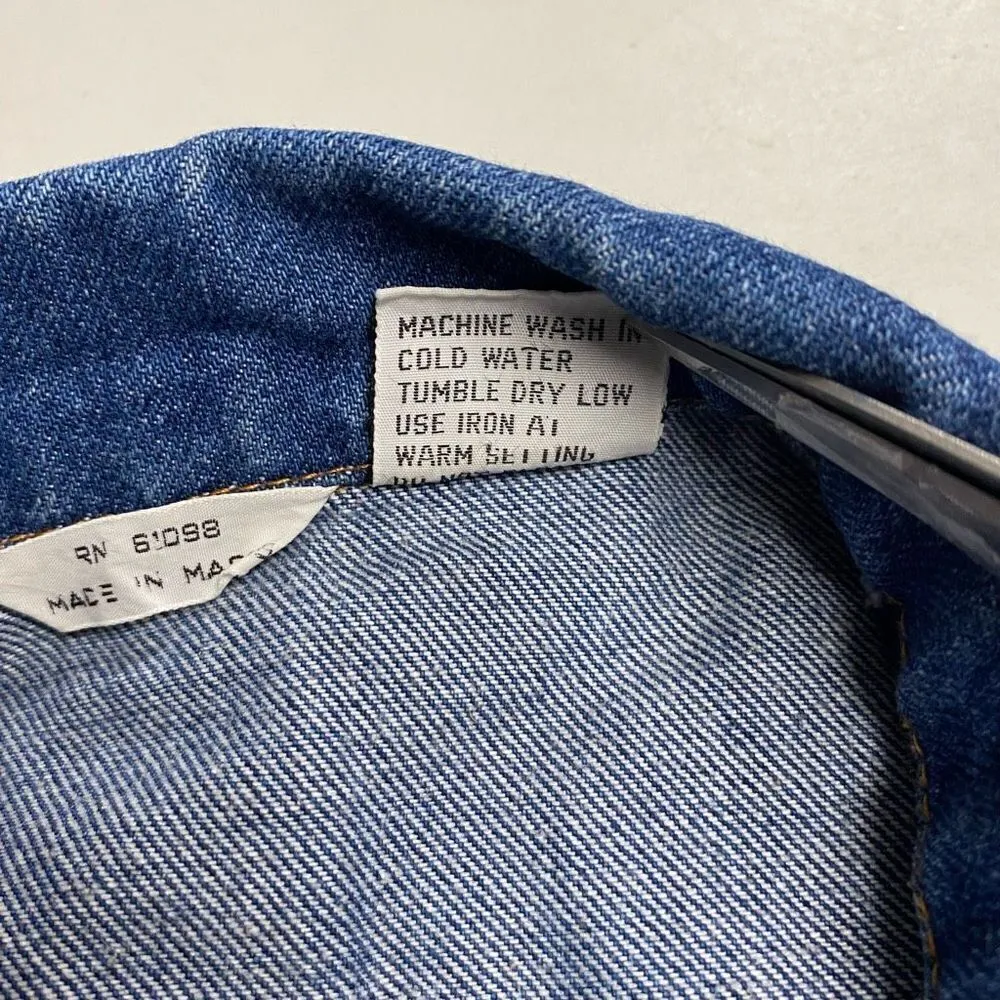 MACHINE WASH IN
COLD WATER
TUMBLE DRY LOW
USE IRON AT
WARM SETTING
RN 61098
MADE IN